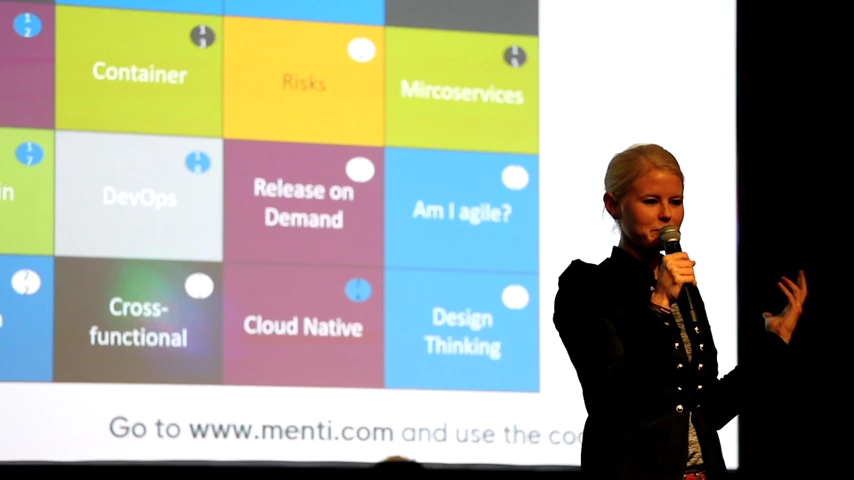 Container
Risks
Mircoservices
in
DevOps
Release on
Demand
Am I agile?
Cross-
functional
Cloud Native
Design
Thinking
Go to www.menti.com and use the